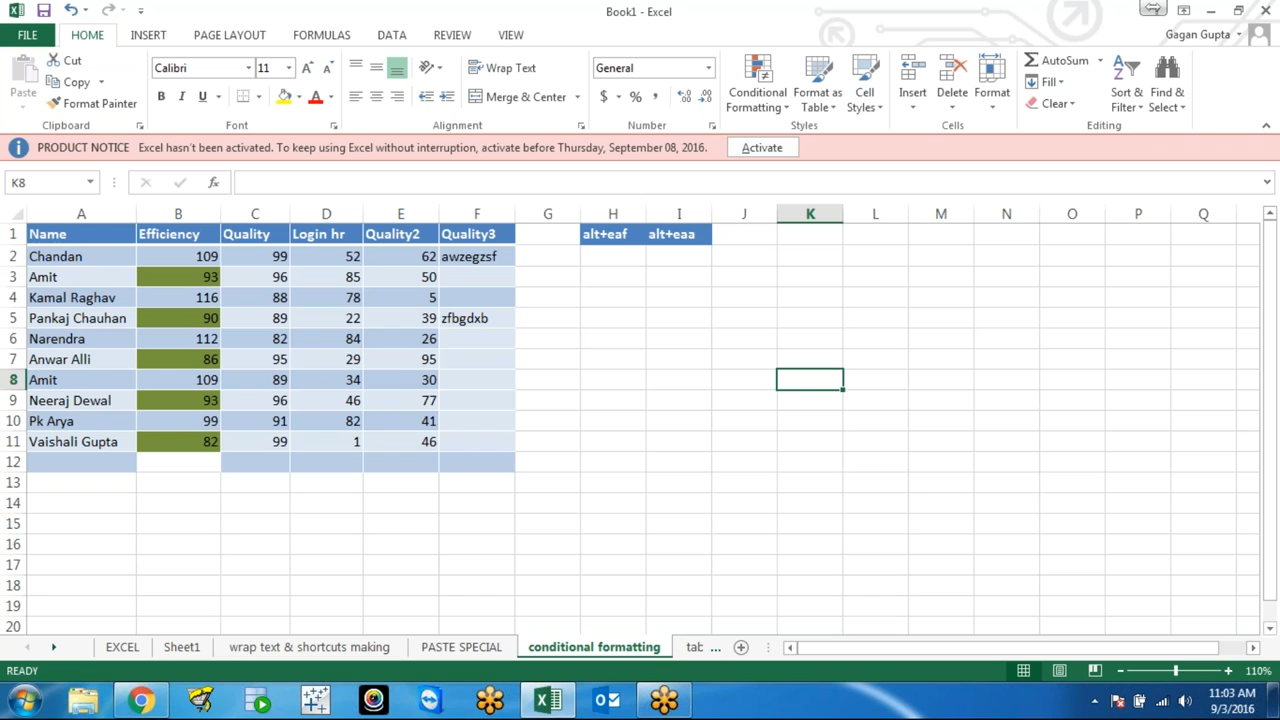 Book1 - Excel
FILE HOME INSERT PAGE LAYOUT FORMULAS DATA REVIEW VIEW Gagan Gupta
Cut
Copy
Format Painter
Paste
Clipboard
Calibri 11
B I U
Font
Wrap Text
Merge & Center
Alignment
General
$ % ,
Number
Conditional Formatting
Format as Table
Cell Styles
Styles
Insert Delete Format
Cells
AutoSum
Fill
Clear
Sort & Filter
Find & Select
Editing
PRODUCT NOTICE Excel hasn't been activated. To keep using Excel without interruption, activate before Thursday, September 08, 2016. Activate
K8 fx
A B C D E F G H I J K L M N O P Q
1 Name Efficiency Quality Login hr Quality2 Quality3 alt+eaf alt+eaa
2 Chandan 109 99 52 62 awzegzsf
3 Amit 93 96 85 50
4 Kamal Raghav 116 88 78 5
5 Pankaj Chauhan 90 89 22 39 zfbgdxb
6 Narendra 112 82 84 26
7 Anwar Alli 86 95 29 95
8 Amit 109 89 34 30
9 Neeraj Dewal 93 96 46 77
10 Pk Arya 99 91 82 41
11 Vaishali Gupta 82 99 1 46
12
13
14
15
16
17
18
19
20
EXCEL Sheet1 wrap text & shortcuts making PASTE SPECIAL conditional formatting tab ...
READY 110%
11:03 AM
9/3/2016